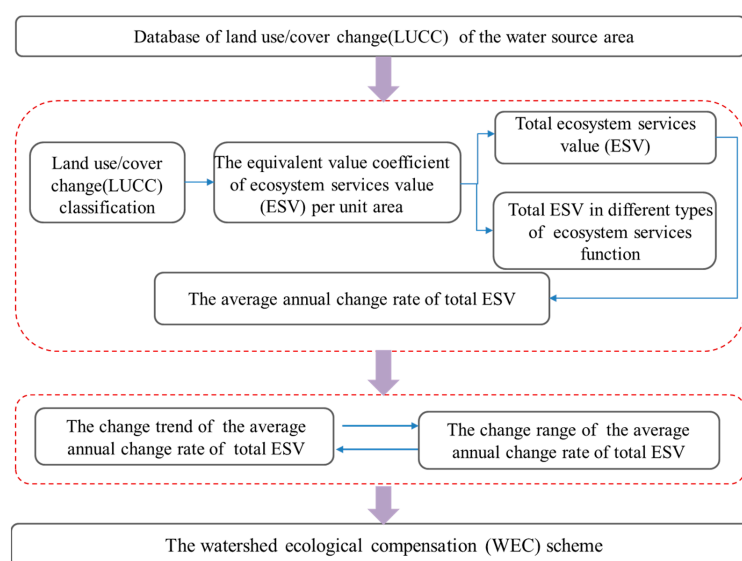 Database of land use/cover change(LUCC) of the water source area
Land use/cover
change(LUCC)
classification
The equivalent value coefficient
of ecosystem services value
(ESV) per unit area
Total ecosystem services
value (ESV)
Total ESV in different types
of ecosystem services
function
The average annual change rate of total ESV
The change trend of the average
annual change rate of total ESV
The change range of the average
annual change rate of total ESV
The watershed ecological compensation (WEC) scheme